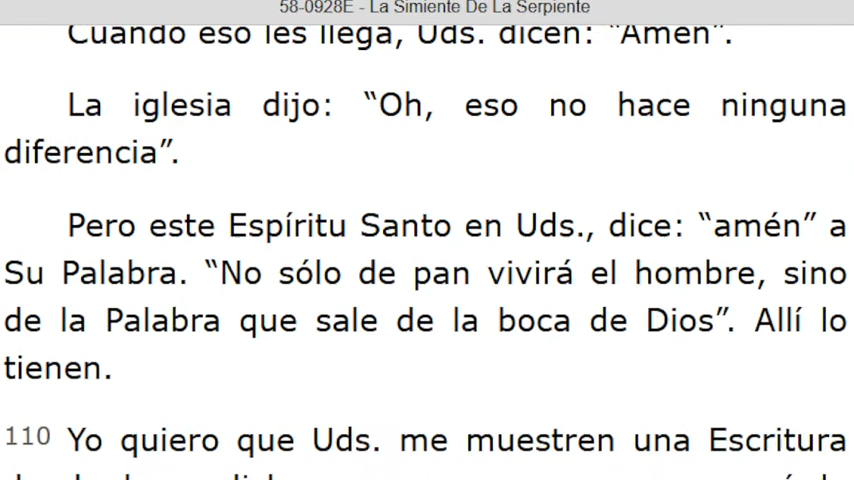 58-0928E - La Simiente De La Serpiente
Cuando eso les llega, Uds. dicen: “Amén”.
La iglesia dijo: “Oh, eso no hace ninguna
diferencia”.
Pero este Espíritu Santo en Uds., dice: “amén” a
Su Palabra. “No sólo de pan vivirá el hombre, sino
de la Palabra que sale de la boca de Dios”. Allí lo
tienen.
110 Yo quiero que Uds. me muestren una Escritura